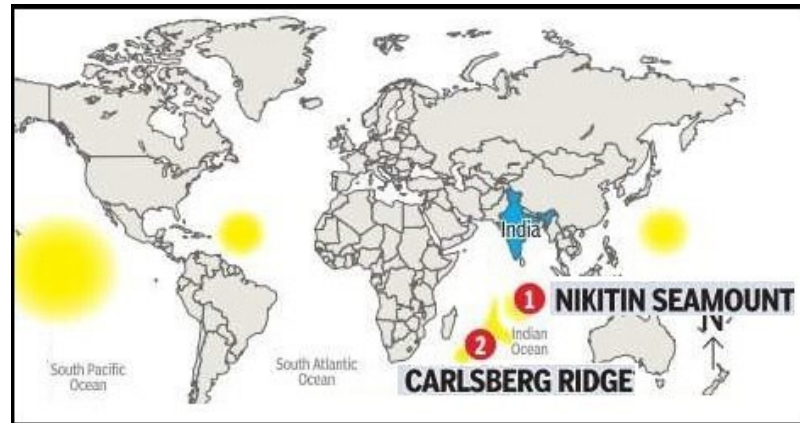 India
1 NIKITIN SEAMOUNT
N
2
Indian
Ocean
CARLSBERG RIDGE
South Pacific
Ocean
South Atlantic
Ocean